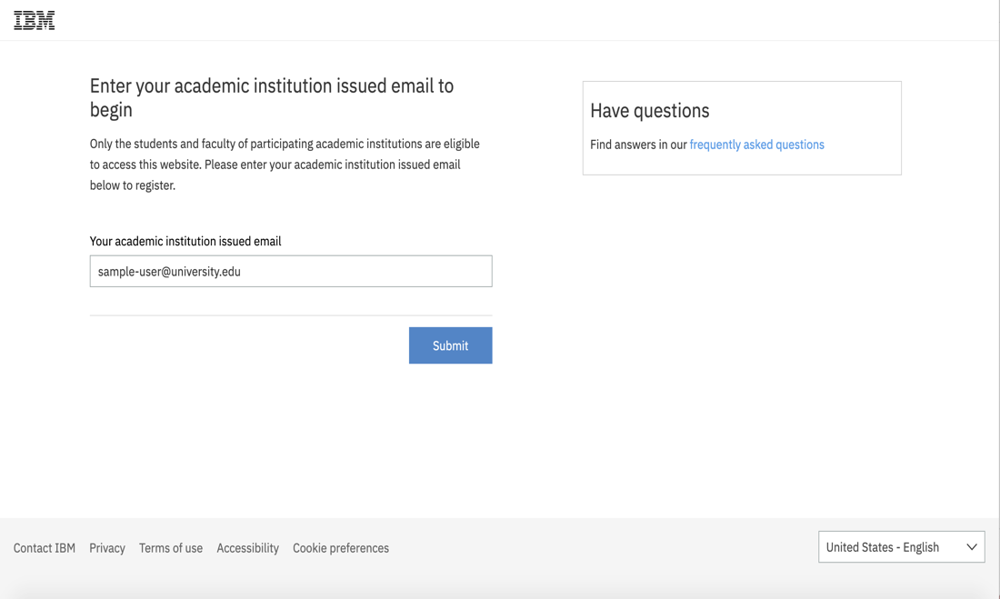 IBM
Enter your academic institution issued email to
begin
Only the students and faculty of participating academic institutions are eligible
to access this website. Please enter your academic institution issued email
below to register.
Your academic institution issued email
sample-user@university.edu
Submit
Have questions
Find answers in our frequently asked questions
Contact IBM Privacy Terms of use Accessibility Cookie preferences
United States - English